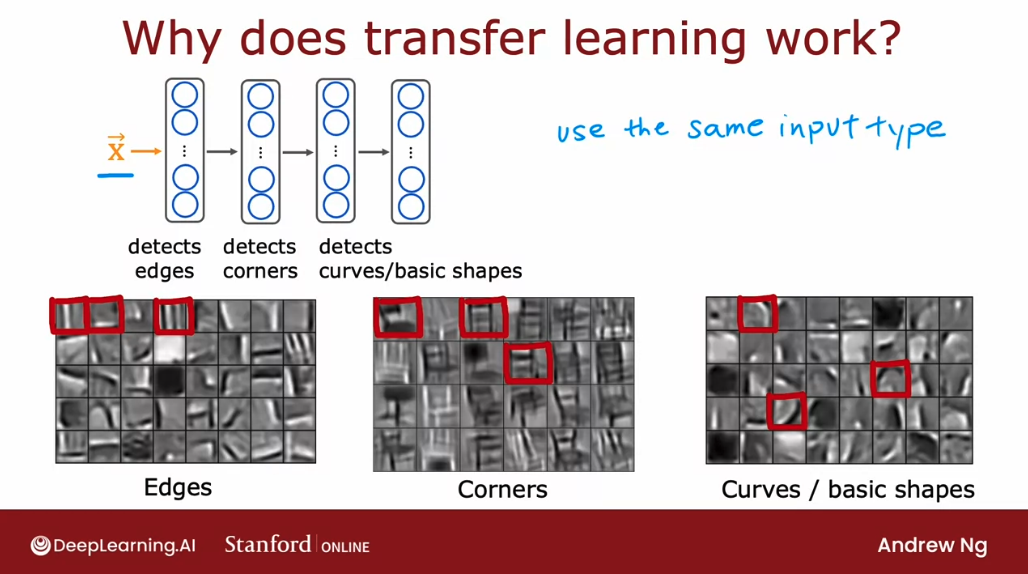 Why does transfer learning work?
x
use the same input type
detects edges
detects corners
detects curves/basic shapes
Edges
Corners
Curves / basic shapes
DeepLearning.AI
Stanford | ONLINE
Andrew Ng